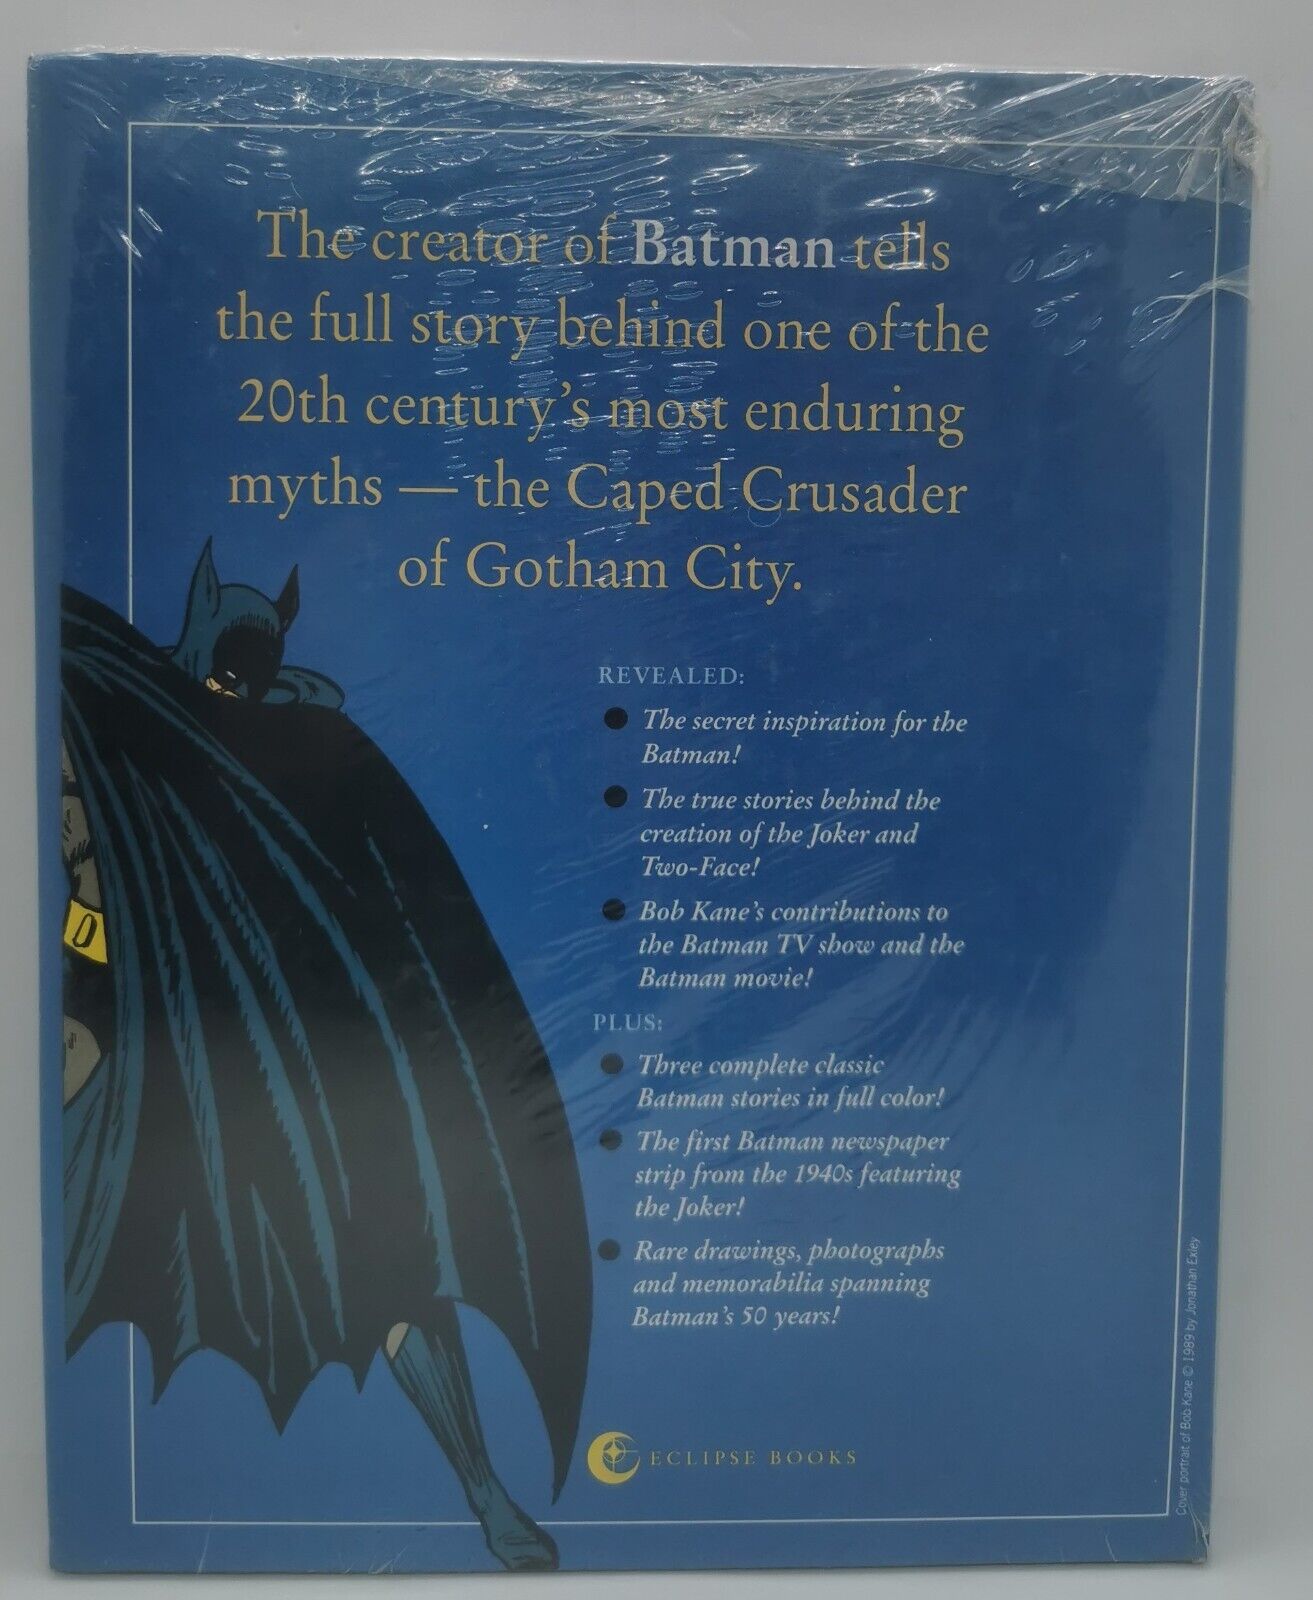 The creator of Batman tells
the full story behind one of the
20th century's most enduring
myths — the Caped Crusader
of Gotham City.
REVEALED:
● The secret inspiration for the
Batman!
● The true stories behind the
creation of the Joker and
Two-Face!
● Bob Kane's contributions to
the Batman TV show and the
Batman movie!
PLUS:
● Three complete classic
Batman stories in full color!
● The first Batman newspaper
strip from the 1940s featuring
the Joker!
● Rare drawings, photographs
and memorabilia spanning
Batman's 50 years!
ECLIPSE BOOKS
Cover portrait of Bob Kane © 1989 by Jonathan Exley